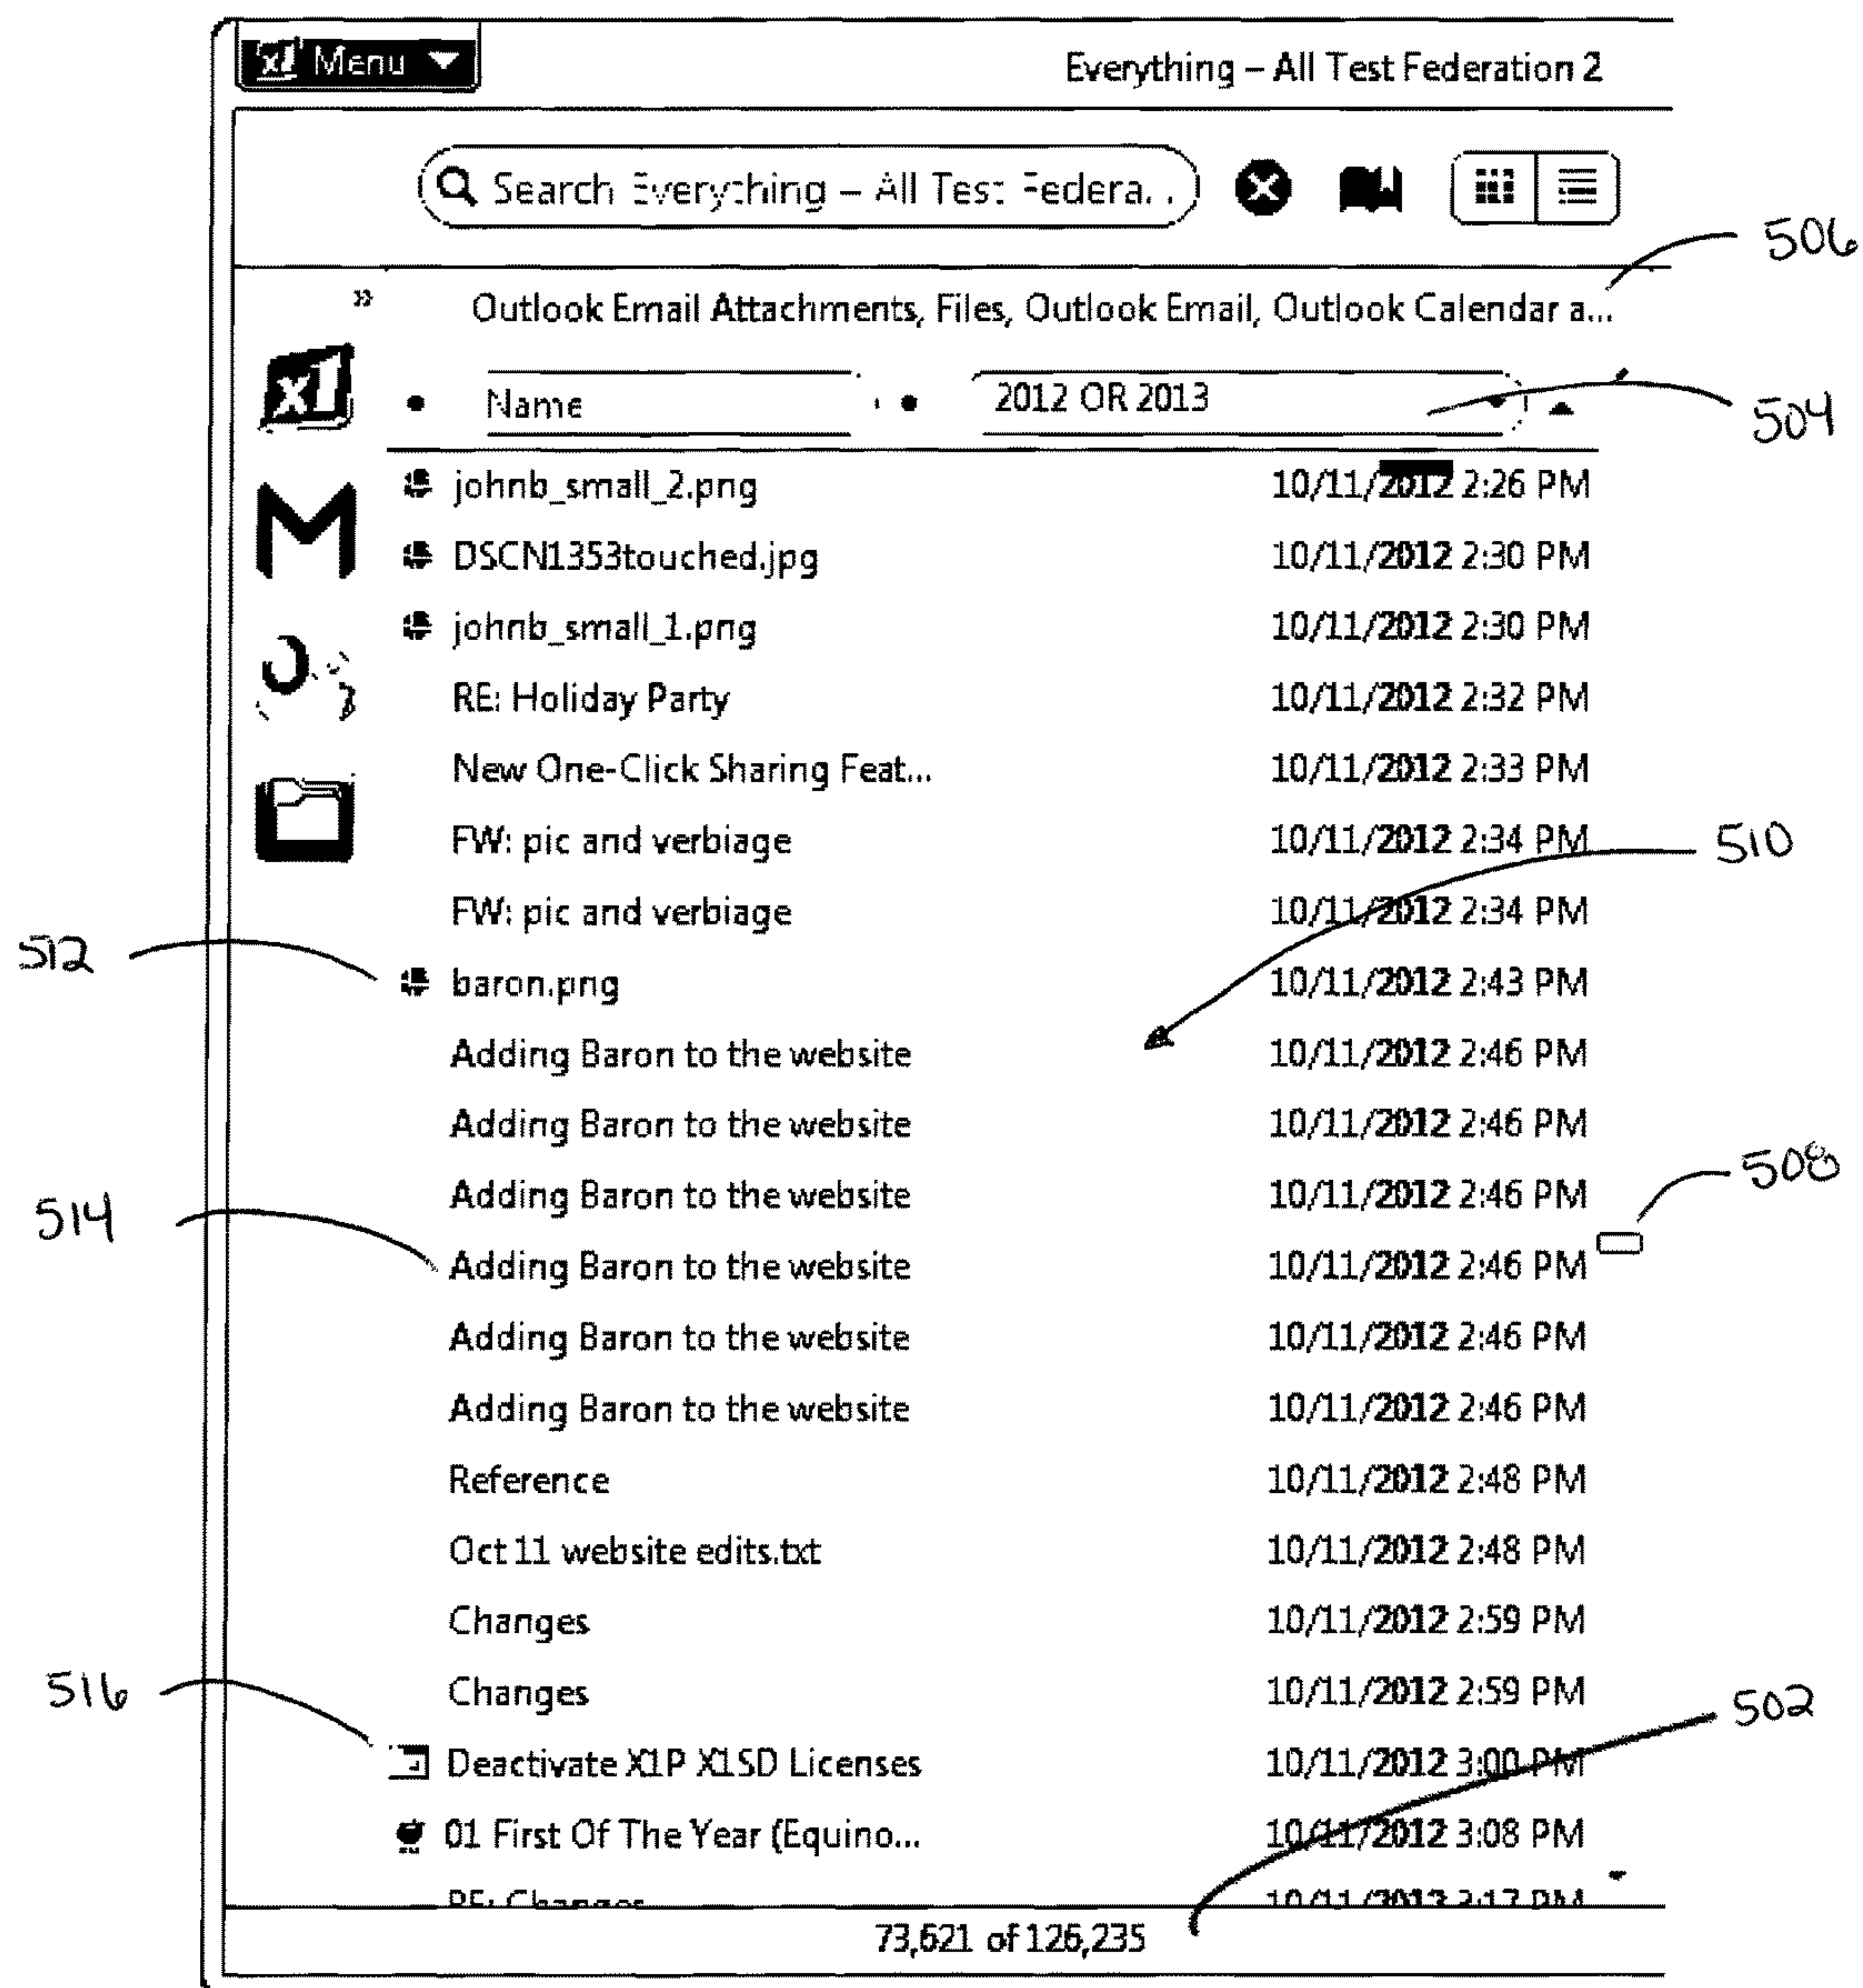 x1 Menu
Everything – All Test Federation 2
Search Everything – All Test Federa...
506
»
Outlook Email Attachments, Files, Outlook Email, Outlook Calendar a...
x1
Name
2012 OR 2013
504
johnb_small_2.png 10/11/2012 2:26 PM
M
DSCN1353touched.jpg 10/11/2012 2:30 PM
johnb_small_1.png 10/11/2012 2:30 PM
RE: Holiday Party 10/11/2012 2:32 PM
New One-Click Sharing Feat... 10/11/2012 2:33 PM
FW: pic and verbiage 10/11/2012 2:34 PM
510
FW: pic and verbiage 10/11/2012 2:34 PM
512
baron.png 10/11/2012 2:43 PM
Adding Baron to the website 10/11/2012 2:46 PM
Adding Baron to the website 10/11/2012 2:46 PM
508
Adding Baron to the website 10/11/2012 2:46 PM
514
Adding Baron to the website 10/11/2012 2:46 PM
Adding Baron to the website 10/11/2012 2:46 PM
Adding Baron to the website 10/11/2012 2:46 PM
Reference 10/11/2012 2:48 PM
Oct 11 website edits.txt 10/11/2012 2:48 PM
Changes 10/11/2012 2:59 PM
Changes 10/11/2012 2:59 PM
516
502
Deactivate X1P X1SD Licenses 10/11/2012 3:00 PM
01 First Of The Year (Equino... 10/11/2012 3:08 PM
RE: Changes 10/11/2012 3:17 PM
73,621 of 126,235